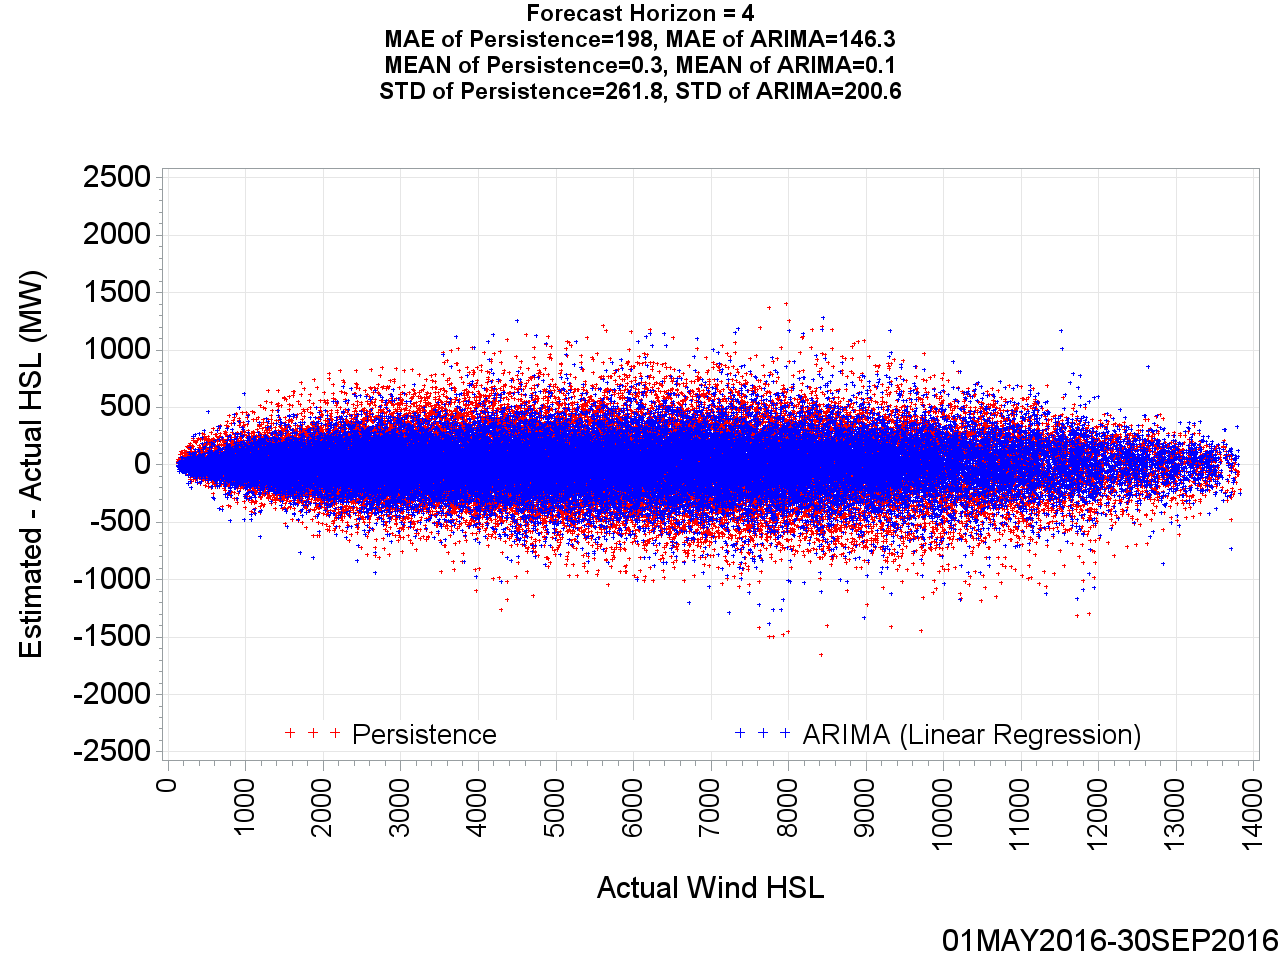 Forecast Horizon = 4
MAE of Persistence=198, MAE of ARIMA=146.3
MEAN of Persistence=0.3, MEAN of ARIMA=0.1
STD of Persistence=261.8, STD of ARIMA=200.6
Estimated - Actual HSL (MW)
2500
2000
1500
1000
500
0
-500
-1000
-1500
-2000
-2500
Persistence
ARIMA (Linear Regression)
0
1000
2000
3000
4000
5000
6000
7000
8000
9000
10000
11000
12000
13000
14000
Actual Wind HSL
01MAY2016-30SEP2016